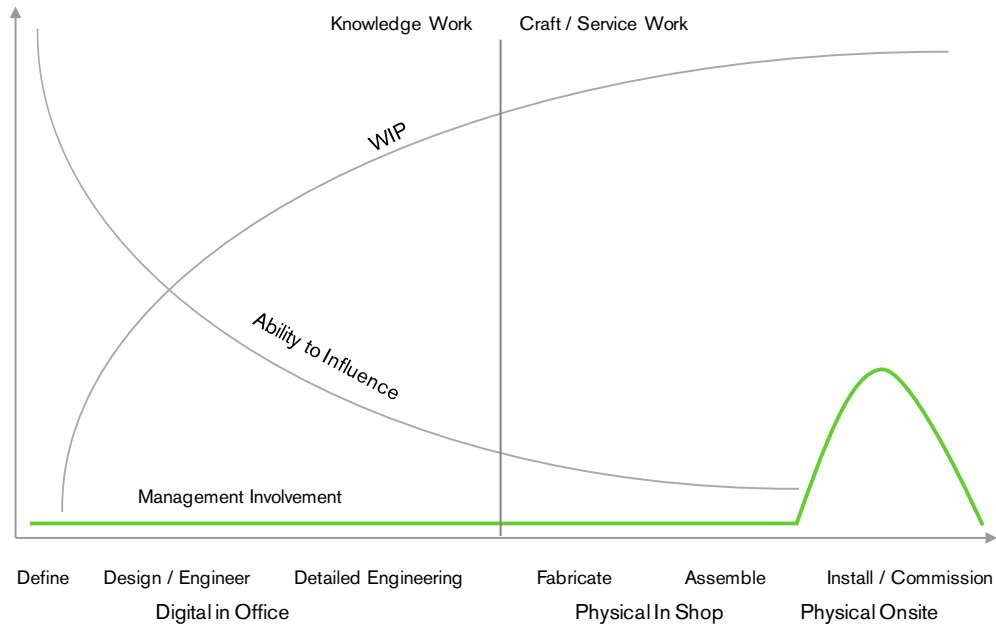 Knowledge Work
Craft / Service Work
WIP
Ability to Influence
Management Involvement
Define
Design / Engineer
Detailed Engineering
Fabricate
Assemble
Install / Commission
Digital in Office
Physical In Shop
Physical Onsite